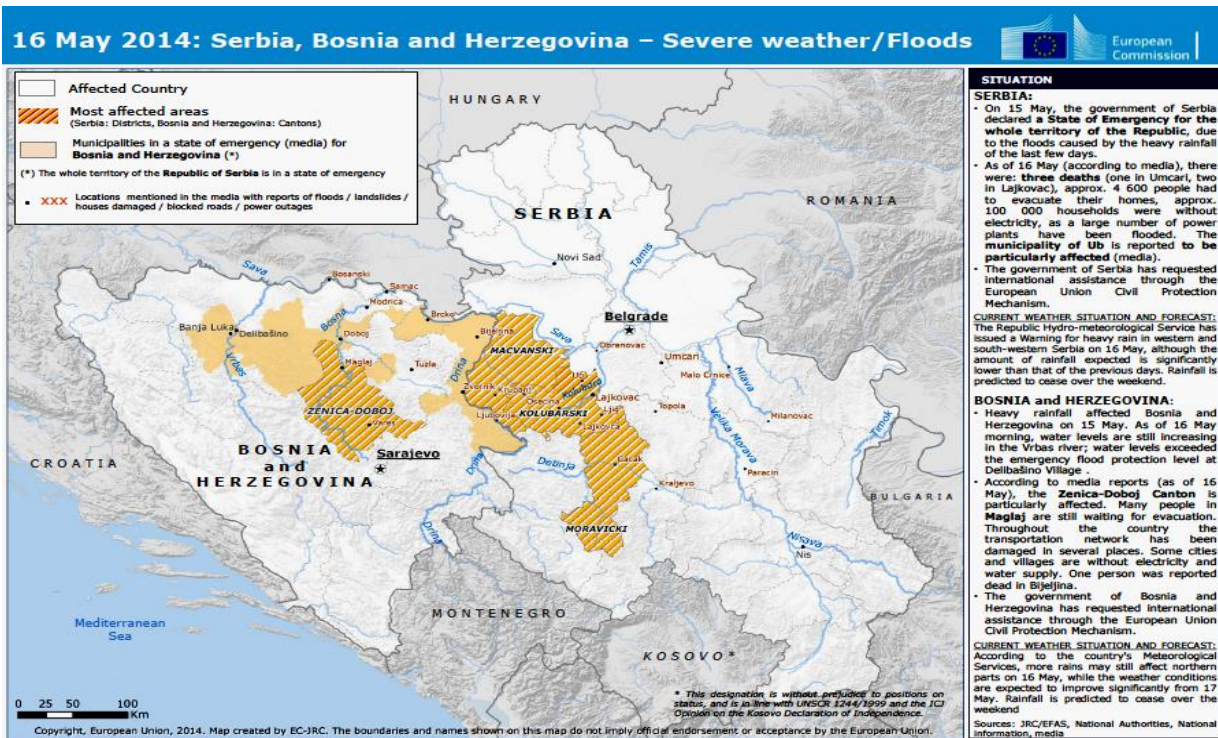 16 May 2014: Serbia, Bosnia and Herzegovina – Severe weather/Floods
European
Commission
Affected Country
Most affected areas
(Serbia: Districts, Bosnia and Herzegovina: Cantons)
Municipalities in a state of emergency (media) for
Bosnia and Herzegovina (*)
(*) The whole territory of the Republic of Serbia is in a state of emergency
XXX Locations mentioned in the media with reports of floods / landslides /
houses damaged / blocked roads / power outages
HUNGARY
ROMANIA
SERBIA
Novi Sad
Tamis
Sava
Bosanski
Samac
Modrica
Brcko
Bijeljina
Belgrade
Banja Luka
Delibašino
Bosna
Doboj
MACVANSKI
Sava
Obrenovac
Umcari
Maglaj
Tuzla
Drina
Malo Crnice
Mlava
Vrbas
Zvornik
Krupanj
Osecina
Ub
Kolubara
Lajkovac
ZENICA-DOBOJ
Ljubovija
KOLUBARSKI
Ljig
Topola
Milanovac
Vares
Lajkovica
Velika Morava
Timok
BOSNIA
and
HERZEGOVINA
Sarajevo
Drina
Detinja
Cacak
Paracin
CROATIA
Kraljevo
BULGARIA
MORAVICKI
Drina
Nisava
Nis
MONTENEGRO
Mediterranean
Sea
KOSOVO*
0 25 50 100
Km
* This designation is without prejudice to positions on
status, and is in line with UNSCR 1244/1999 and the ICJ
Opinion on the Kosovo Declaration of Independence.
Copyright, European Union, 2014. Map created by EC-JRC. The boundaries and names shown on this map do not imply official endorsement or acceptance by the European Union.
SITUATION
SERBIA:
• On 15 May, the government of Serbia
declared a State of Emergency for the
whole territory of the Republic, due
to the floods caused by the heavy rainfall
of the last few days.
• As of 16 May (according to media), there
were: three deaths (one in Umcari, two
in Lajkovac), approx. 4 600 people had
to evacuate their homes, approx.
100 000 households were without
electricity, as a large number of power
plants have been flooded. The
municipality of Ub is reported to be
particularly affected (media).
• The government of Serbia has requested
international assistance through the
European Union Civil Protection
Mechanism.
CURRENT WEATHER SITUATION AND FORECAST:
The Republic Hydro-meteorological Service has
issued a Warning for heavy rain in western and
south-western Serbia on 16 May, although the
amount of rainfall expected is significantly
lower than that of the previous days. Rainfall is
predicted to cease over the weekend.
BOSNIA and HERZEGOVINA:
• Heavy rainfall affected Bosnia and
Herzegovina on 15 May. As of 16 May
morning, water levels are still increasing
in the Vrbas river; water levels exceeded
the emergency flood protection level at
Delibašino Village .
• According to media reports (as of 16
May), the Zenica-Doboj Canton is
particularly affected. Many people in
Maglaj are still waiting for evacuation.
Throughout the country the
transportation network has been
damaged in several places. Some cities
and villages are without electricity and
water supply. One person was reported
dead in Bijeljina.
• The government of Bosnia and
Herzegovina has requested international
assistance through the European Union
Civil Protection Mechanism.
CURRENT WEATHER SITUATION AND FORECAST:
According to the country's Meteorological
Services, more rains may still affect northern
parts on 16 May, while the weather conditions
are expected to improve significantly from 17
May. Rainfall is predicted to cease over the
weekend
Sources: JRC/EFAS, National Authorities, National
information, media